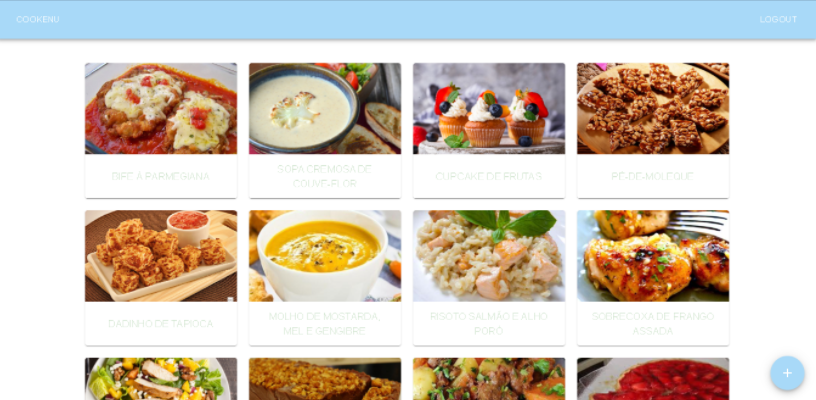 COOKENU
LOGOUT
BIFE À PARMEGIANA
SOPA CREMOSA DE
COUVE-FLOR
CUPCAKE DE FRUTAS
PÉ-DE-MOLEQUE
DADINHO DE TAPIOCA
MOLHO DE MOSTARDA,
MEL E GENGIBRE
RISOTO SALMÃO E ALHO
PORÓ
SOBRECOXA DE FRANGO
ASSADA
+